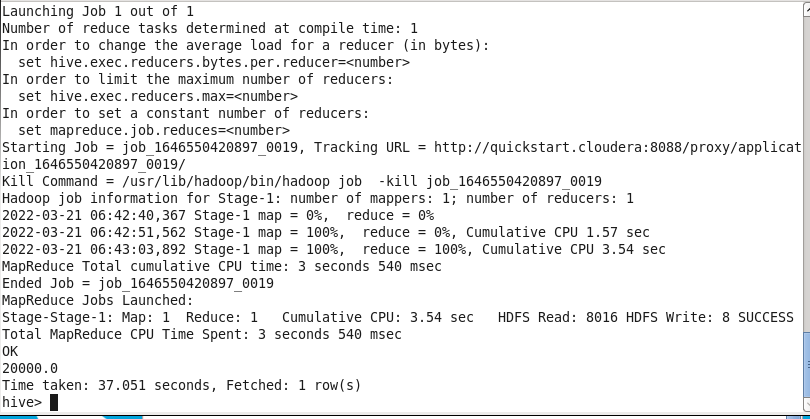 Launching Job 1 out of 1
Number of reduce tasks determined at compile time: 1
In order to change the average load for a reducer (in bytes):
  set hive.exec.reducers.bytes.per.reducer=<number>
In order to limit the maximum number of reducers:
  set hive.exec.reducers.max=<number>
In order to set a constant number of reducers:
  set mapreduce.job.reduces=<number>
Starting Job = job_1646550420897_0019, Tracking URL = http://quickstart.cloudera:8088/proxy/applicat
ion_1646550420897_0019/
Kill Command = /usr/lib/hadoop/bin/hadoop job  -kill job_1646550420897_0019
Hadoop job information for Stage-1: number of mappers: 1; number of reducers: 1
2022-03-21 06:42:40,367 Stage-1 map = 0%,  reduce = 0%
2022-03-21 06:42:51,562 Stage-1 map = 100%,  reduce = 0%, Cumulative CPU 1.57 sec
2022-03-21 06:43:03,892 Stage-1 map = 100%,  reduce = 100%, Cumulative CPU 3.54 sec
MapReduce Total cumulative CPU time: 3 seconds 540 msec
Ended Job = job_1646550420897_0019
MapReduce Jobs Launched:
Stage-Stage-1: Map: 1  Reduce: 1   Cumulative CPU: 3.54 sec   HDFS Read: 8016 HDFS Write: 8 SUCCESS
Total MapReduce CPU Time Spent: 3 seconds 540 msec
OK
20000.0
Time taken: 37.051 seconds, Fetched: 1 row(s)
hive>